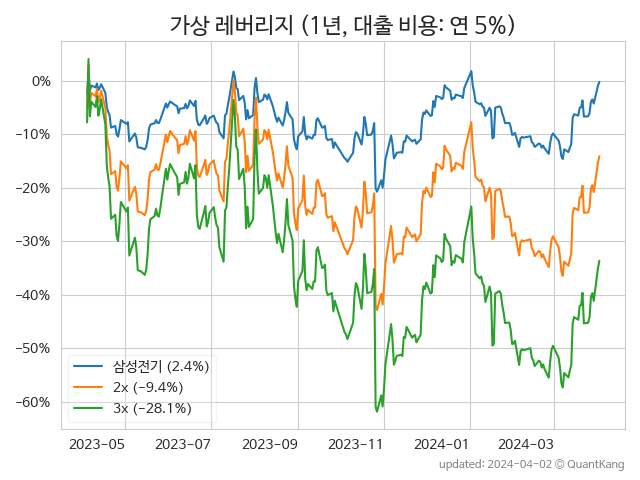 가상 레버리지 (1년, 대출 비용: 연 5%)
0%
−10%
−20%
−30%
−40%
−50%
−60%
삼성전기 (2.4%)
2x (−9.4%)
3x (−28.1%)
2023-05 2023-07 2023-09 2023-11 2024-01 2024-03
updated: 2024-04-02 © QuantKang